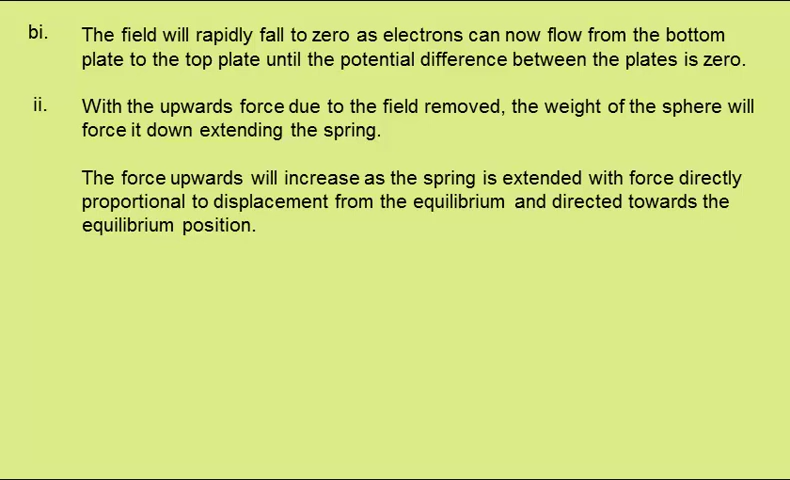 bi. The field will rapidly fall to zero as electrons can now flow from the bottom
plate to the top plate until the potential difference between the plates is zero.
ii. With the upwards force due to the field removed, the weight of the sphere will
force it down extending the spring.
The force upwards will increase as the spring is extended with force directly
proportional to displacement from the equilibrium and directed towards the
equilibrium position.